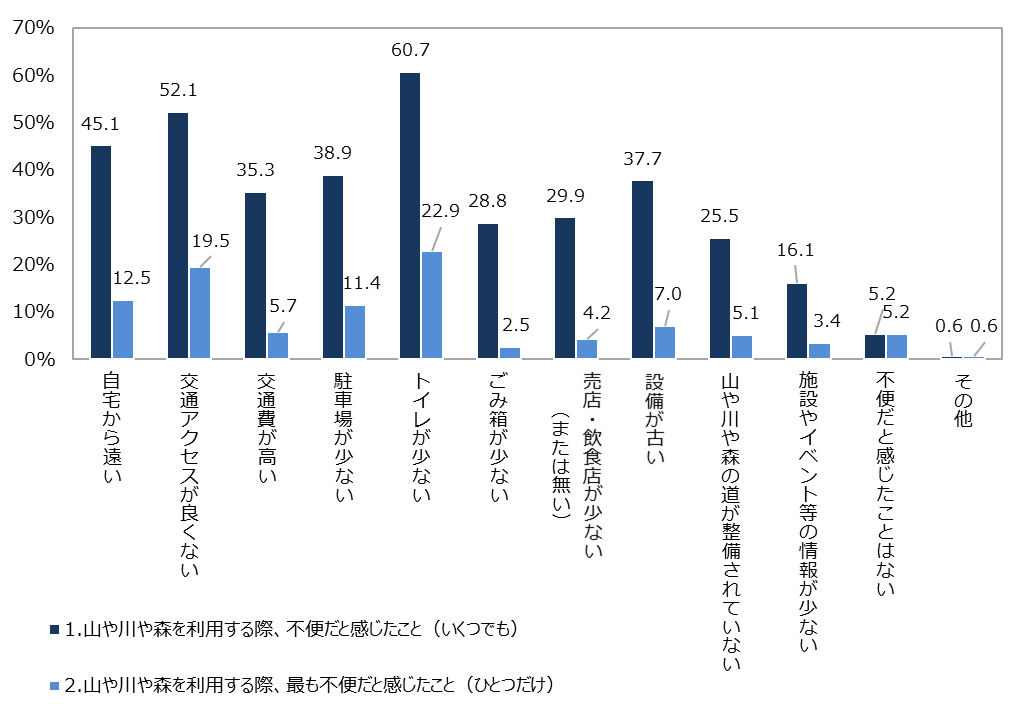 70%
60%
50%
40%
30%
20%
10%
0%
45.1
12.5
52.1
19.5
35.3
5.7
38.9
11.4
60.7
22.9
28.8
2.5
29.9
4.2
37.7
7.0
25.5
5.1
16.1
3.4
5.2
5.2
0.6
0.6
自宅から遠い
交通アクセスが良くない
交通費が高い
駐車場が少ない
トイレが少ない
ごみ箱が少ない
売店・飲食店が少ない
（または無い）
設備が古い
山や川や森の道が整備されていない
施設やイベント等の情報が少ない
不便だと感じたことはない
その他
1.山や川や森を利用する際、不便だと感じたこと（いくつでも）
2.山や川や森を利用する際、最も不便だと感じたこと（ひとつだけ）